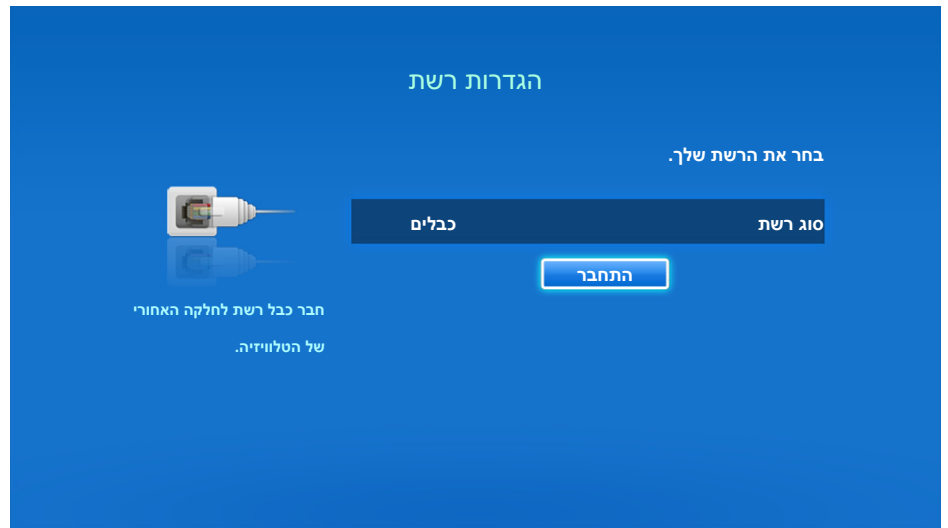 הגדרות רשת
בחר את הרשת שלך.
סוג רשת כבלים
התחבר
חבר כבל רשת לחלקה האחורי
של הטלוויזיה.